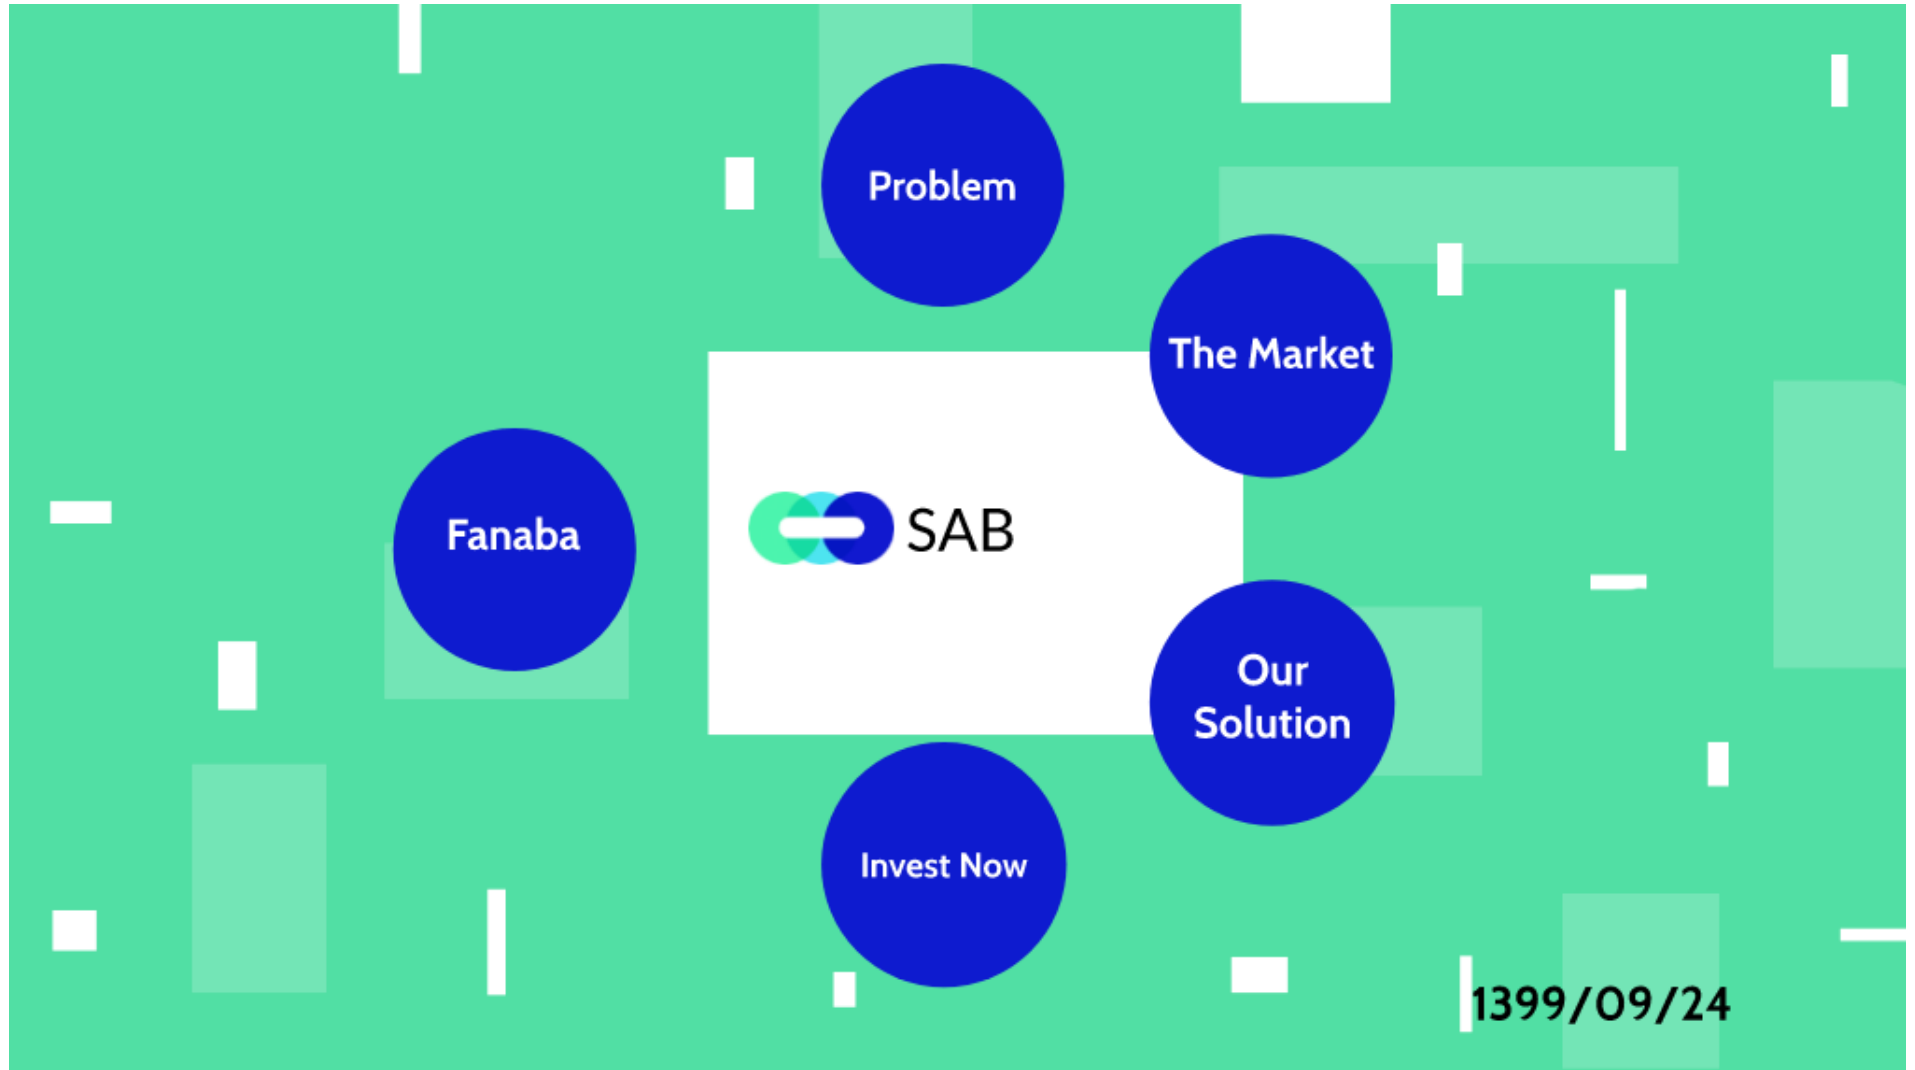 Problem
The Market
Fanaba
SAB
Our
Solution
Invest Now
1399/09/24